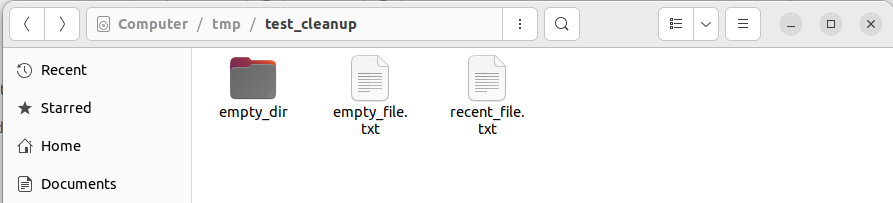 Computer / tmp / test_cleanup
Recent
Starred
Home
Documents
empty_dir
empty_file.
txt
recent_file.
txt